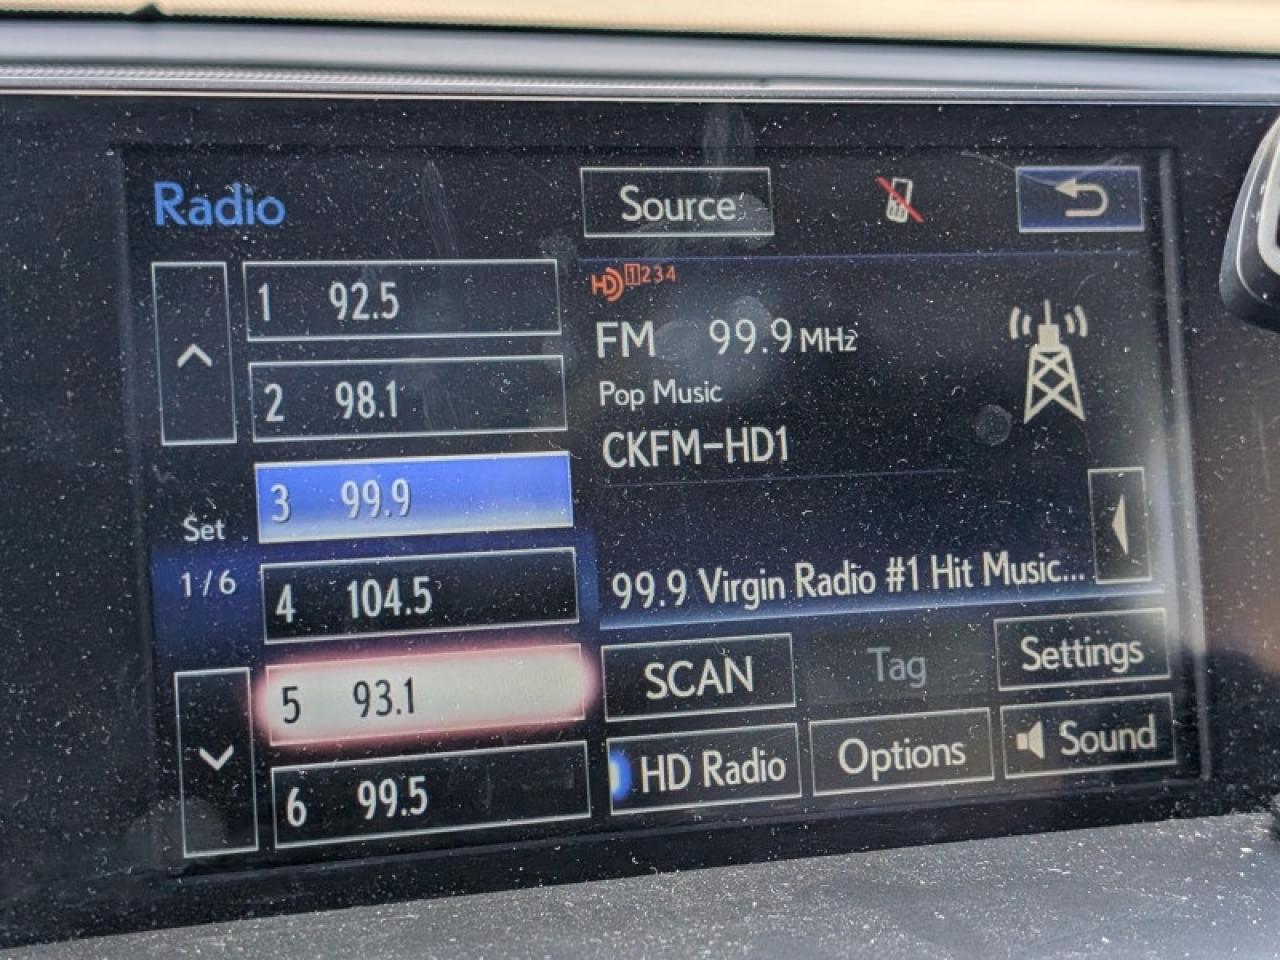 Radio
Source
1 92.5
2 98.1
3 99.9
4 104.5
5 93.1
6 99.5
Set
1/6
HD 1234
FM 99.9 MHz
Pop Music
CKFM-HD1
99.9 Virgin Radio #1 Hit Music...
SCAN
Tag
Settings
HD Radio
Options
Sound